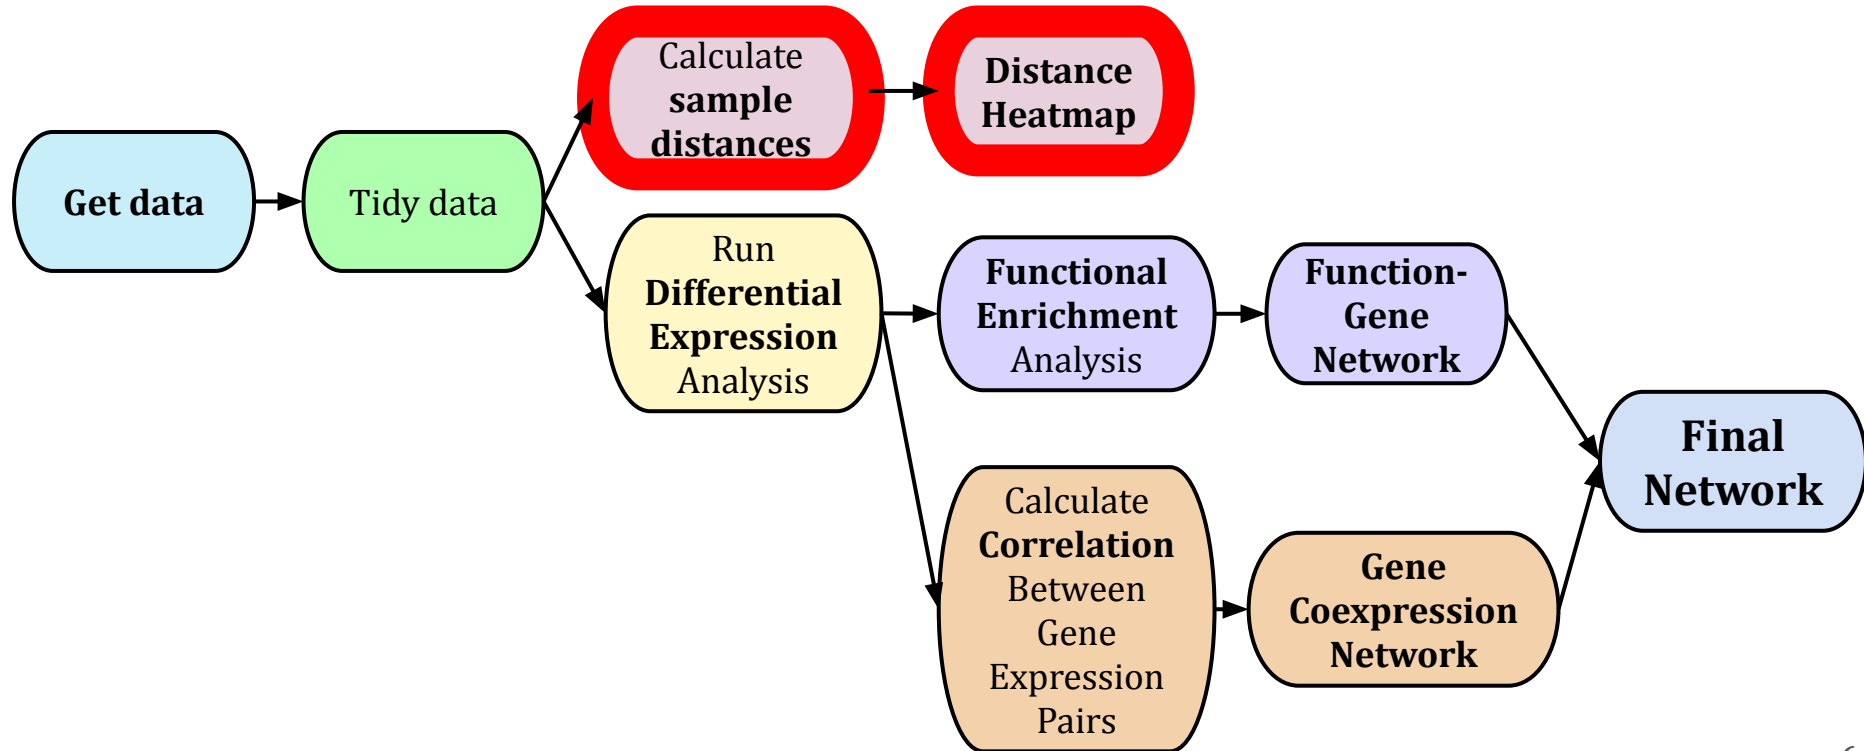 Get data
Tidy data
Calculate
sample
distances
Distance
Heatmap
Run
Differential
Expression
Analysis
Functional
Enrichment
Analysis
Function-
Gene
Network
Calculate
Correlation
Between
Gene
Expression
Pairs
Gene
Coexpression
Network
Final
Network